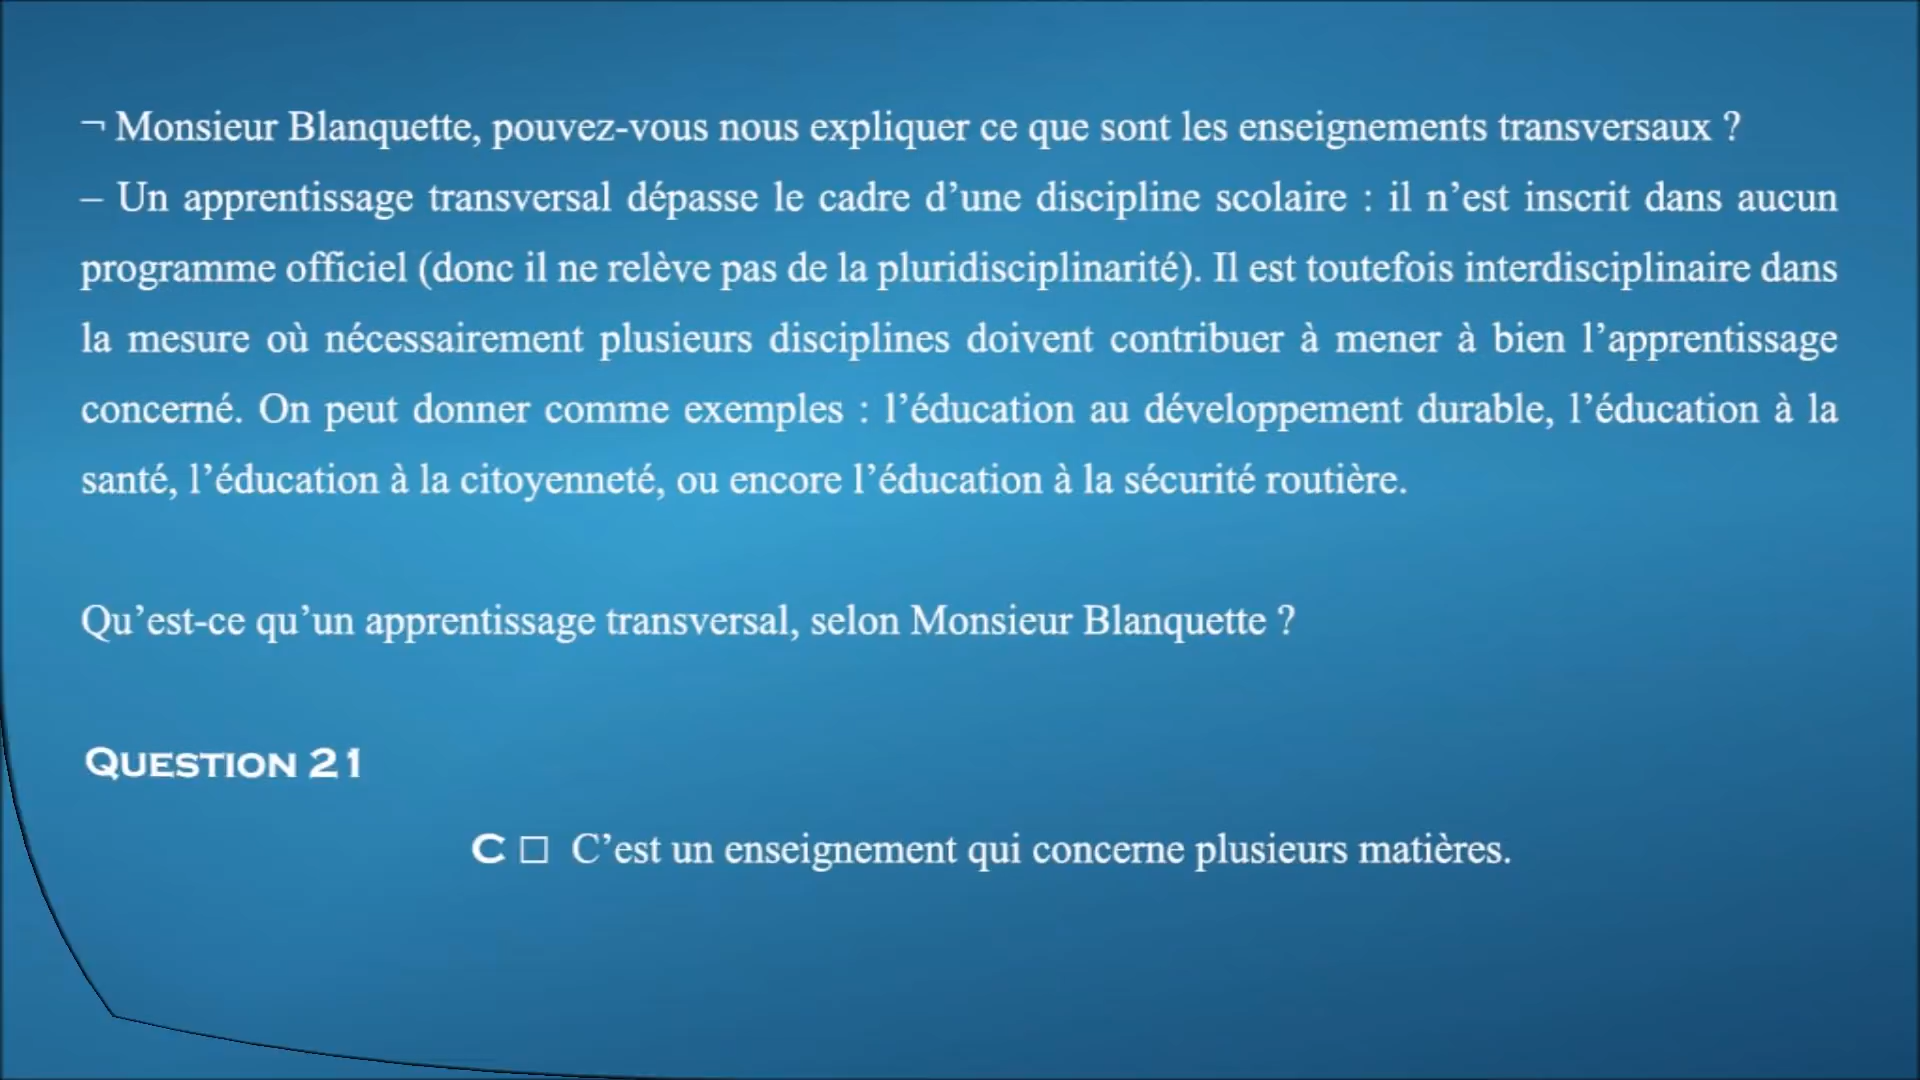 ¬ Monsieur Blanquette, pouvez-vous nous expliquer ce que sont les enseignements transversaux ?
– Un apprentissage transversal dépasse le cadre d’une discipline scolaire : il n’est inscrit dans aucun
programme officiel (donc il ne relève pas de la pluridisciplinarité). Il est toutefois interdisciplinaire dans
la mesure où nécessairement plusieurs disciplines doivent contribuer à mener à bien l’apprentissage
concerné. On peut donner comme exemples : l’éducation au développement durable, l’éducation à la
santé, l’éducation à la citoyenneté, ou encore l’éducation à la sécurité routière.
Qu’est-ce qu’un apprentissage transversal, selon Monsieur Blanquette ?
QUESTION 21
C □ C’est un enseignement qui concerne plusieurs matières.